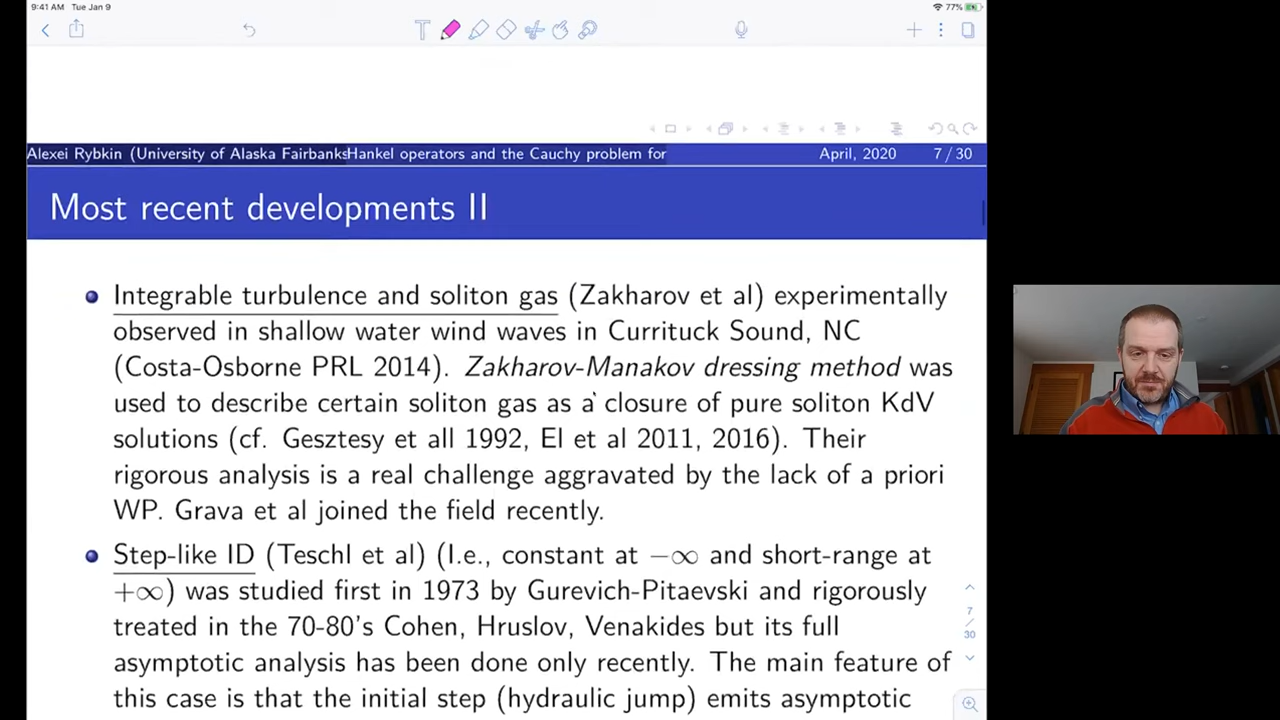 9:41 AM Tue Jan 9
77%
T
Alexei Rybkin (University of Alaska Fairbanks Hankel operators and the Cauchy problem for April, 2020 7 / 30
Most recent developments II
Integrable turbulence and soliton gas (Zakharov et al) experimentally
observed in shallow water wind waves in Currituck Sound, NC
(Costa-Osborne PRL 2014). Zakharov-Manakov dressing method was
used to describe certain soliton gas as a closure of pure soliton KdV
solutions (cf. Gesztesy et all 1992, El et al 2011, 2016). Their
rigorous analysis is a real challenge aggravated by the lack of a priori
WP. Grava et al joined the field recently.
Step-like ID (Teschl et al) (I.e., constant at −∞ and short-range at
+∞) was studied first in 1973 by Gurevich-Pitaevski and rigorously
treated in the 70-80's Cohen, Hruslov, Venakides but its full
asymptotic analysis has been done only recently. The main feature of
this case is that the initial step (hydraulic jump) emits asymptotic
7
/
30